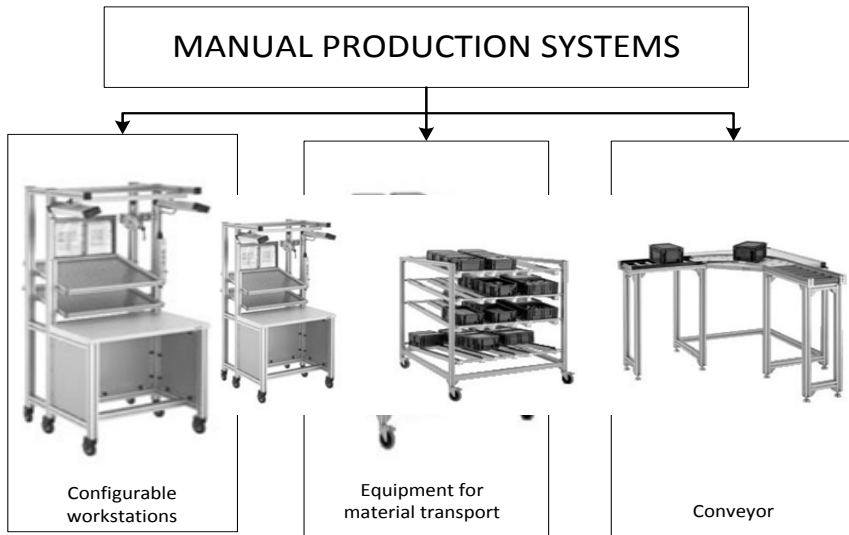 MANUAL PRODUCTION SYSTEMS
Configurable
workstations
Equipment for
material transport
Conveyor